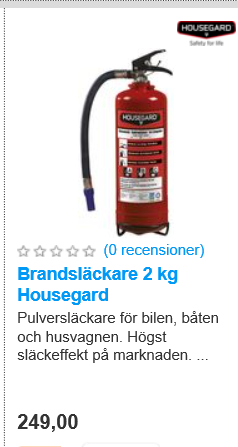 HOUSEGARD
Safety for life
HOUSEGARD
(0 recensioner)
Brandsläckare 2 kg
Housegard
Pulversläckare för bilen, båten
och husvagnen. Högst
släckeffekt på marknaden. ...
249,00